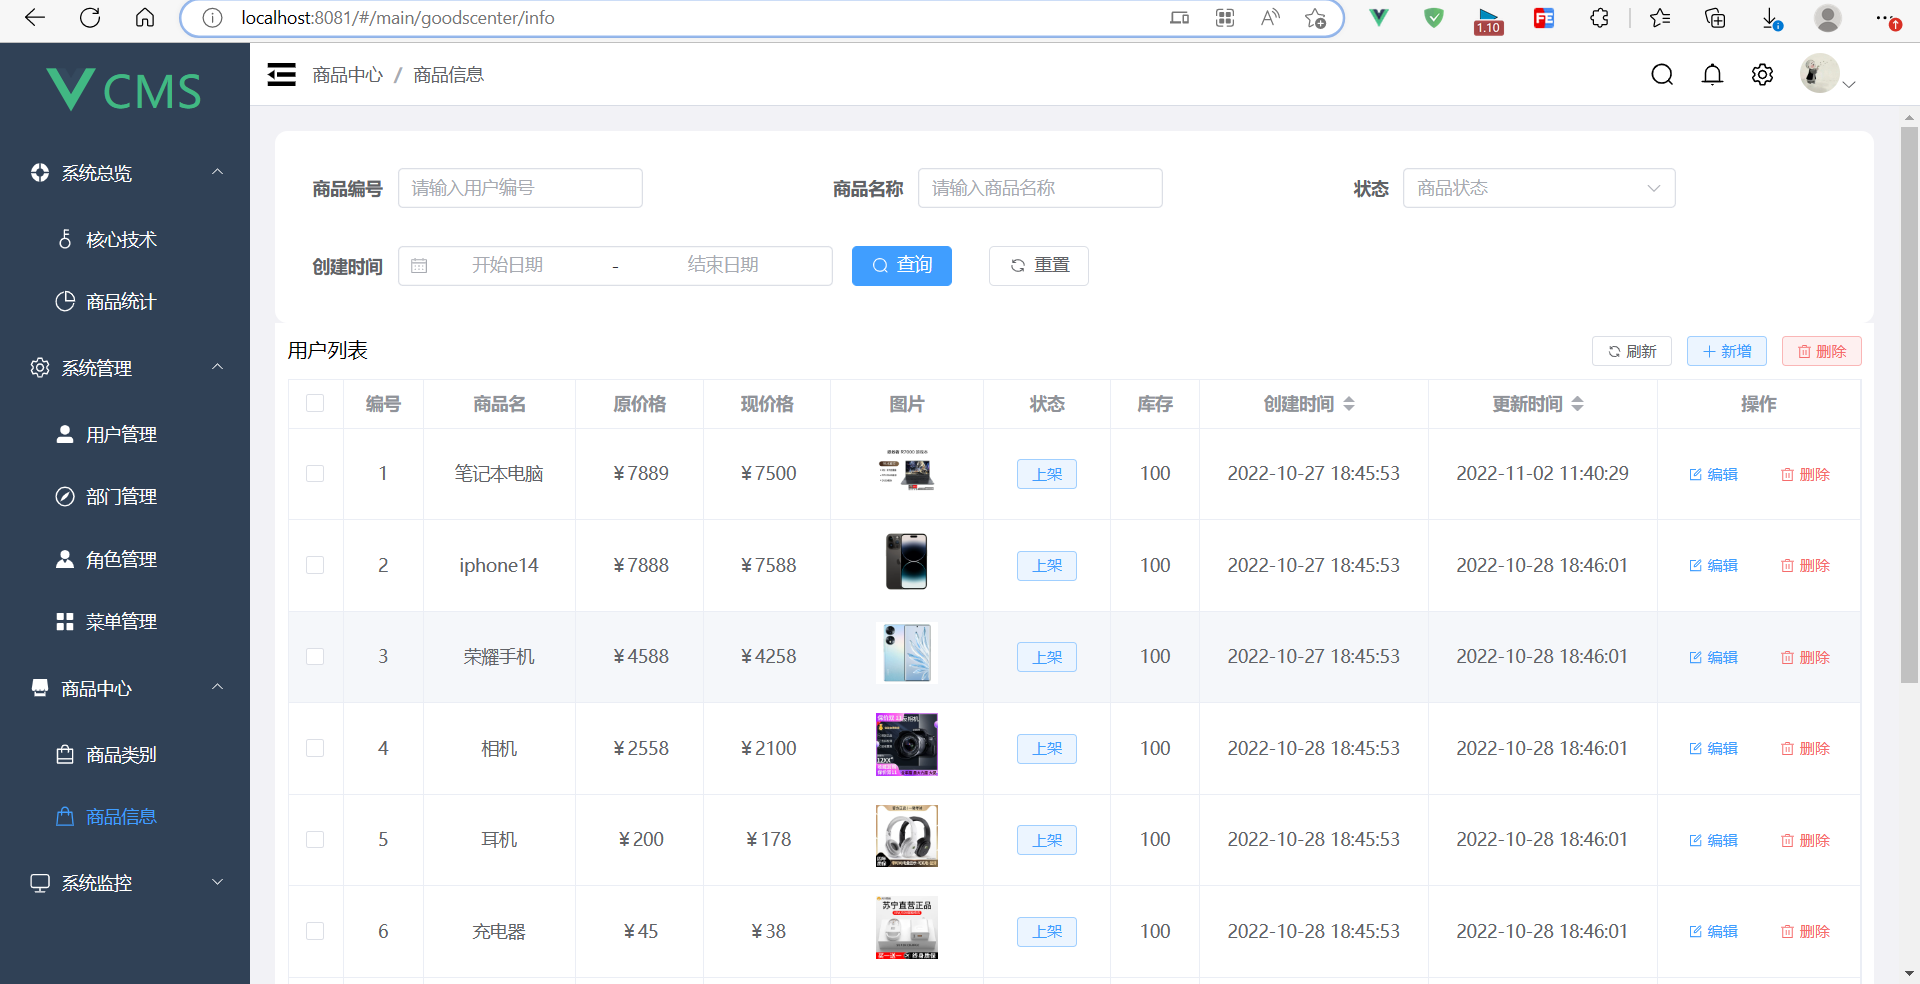 localhost:8081/#/main/goodscenter/info
1.10
FE
CMS
系统总览
核心技术
商品统计
系统管理
用户管理
部门管理
角色管理
菜单管理
商品中心
商品类别
商品信息
系统监控
商品中心 / 商品信息
商品编号 请输入用户编号 商品名称 请输入商品名称 状态 商品状态
创建时间 开始日期 - 结束日期 查询 重置
用户列表 刷新 新增 删除
编号 商品名 原价格 现价格 图片 状态 库存 创建时间 更新时间 操作
1 笔记本电脑 ¥7889 ¥7500 上架 100 2022-10-27 18:45:53 2022-11-02 11:40:29 编辑 删除
2 iphone14 ¥7888 ¥7588 上架 100 2022-10-27 18:45:53 2022-10-28 18:46:01 编辑 删除
3 荣耀手机 ¥4588 ¥4258 上架 100 2022-10-27 18:45:53 2022-10-28 18:46:01 编辑 删除
4 相机 ¥2558 ¥2100 上架 100 2022-10-28 18:45:53 2022-10-28 18:46:01 编辑 删除
5 耳机 ¥200 ¥178 上架 100 2022-10-28 18:45:53 2022-10-28 18:46:01 编辑 删除
6 充电器 ¥45 ¥38 苏宁直营正品 上架 100 2022-10-28 18:45:53 2022-10-28 18:46:01 编辑 删除